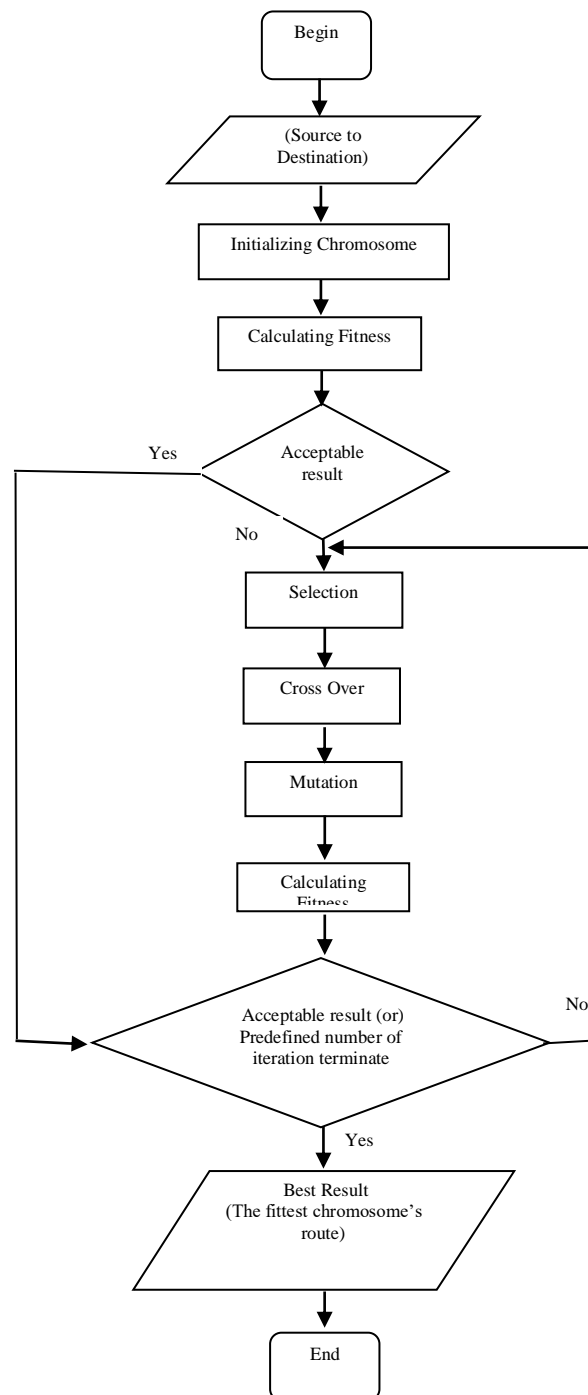 Begin
(Source to
Destination)
Initializing Chromosome
Calculating Fitness
Yes
Acceptable
result
No
Selection
Cross Over
Mutation
Calculating
Fitness
Acceptable result (or)
Predefined number of
iteration terminate
No
Yes
Best Result
(The fittest chromosome’s
route)
End